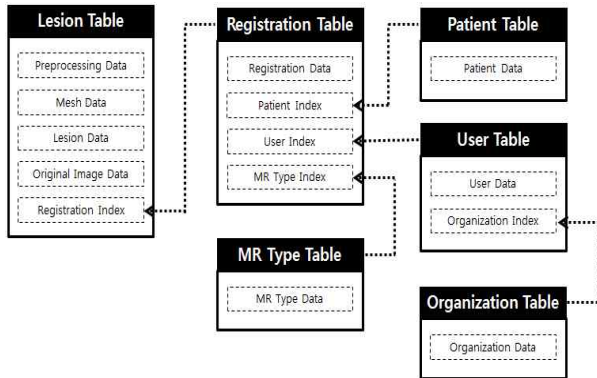 Lesion Table
Preprocessing Data
Mesh Data
Lesion Data
Original Image Data
Registration Index
Registration Table
Registration Data
Patient Index
User Index
MR Type Index
MR Type Table
MR Type Data
Patient Table
Patient Data
User Table
User Data
Organization Index
Organization Table
Organization Data